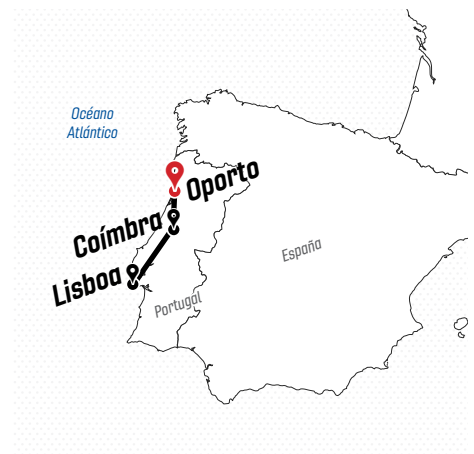 Océano
Atlántico
Oporto
Coímbra
Lisboa
España
Portugal